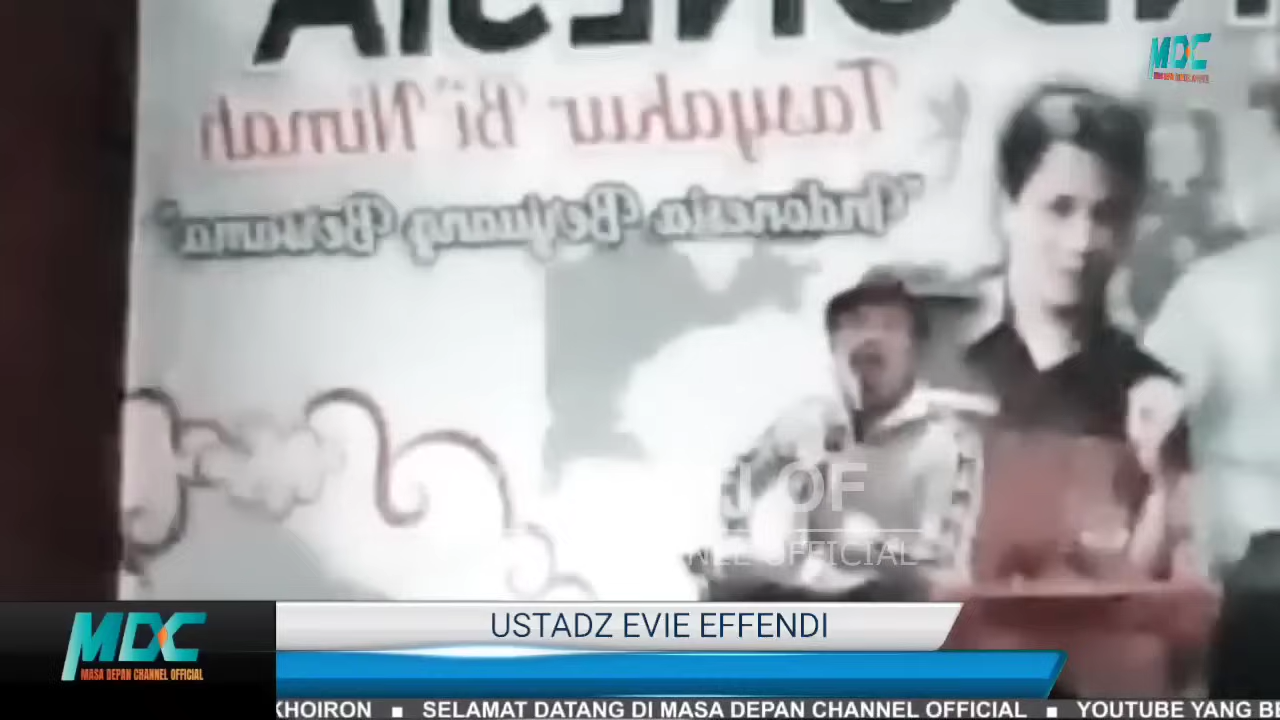 INDONESIA
MDC
Tasyakur Bi Nimah
"Indonesia Berjuang Bersama"
OF
OFFICIAL
USTADZ EVIE EFFENDI
MDC
MASA DEPAN CHANNEL OFFICIAL
KHOIRON ▪ SELAMAT DATANG DI MASA DEPAN CHANNEL OFFICIAL ▪ YOUTUBE YANG